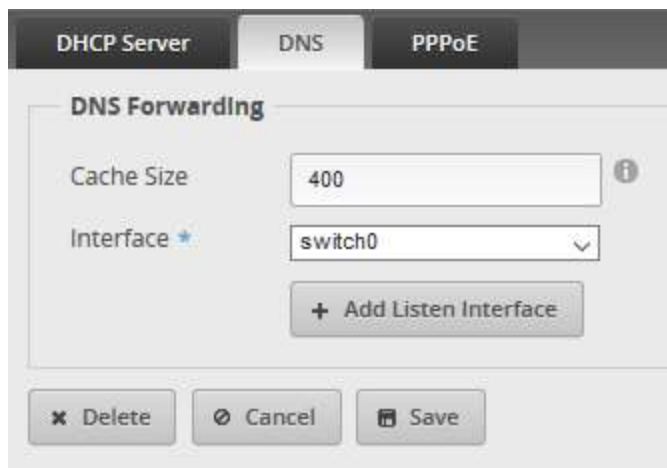 DHCP Server DNS PPPoE
DNS Forwarding
Cache Size 400
Interface * switch0
+ Add Listen Interface
Delete Cancel Save